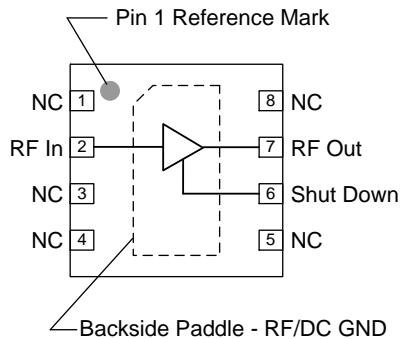 Pin 1 Reference Mark
NC 1 8 NC
RF In 2 7 RF Out
NC 3 6 Shut Down
NC 4 5 NC
Backside Paddle - RF/DC GND